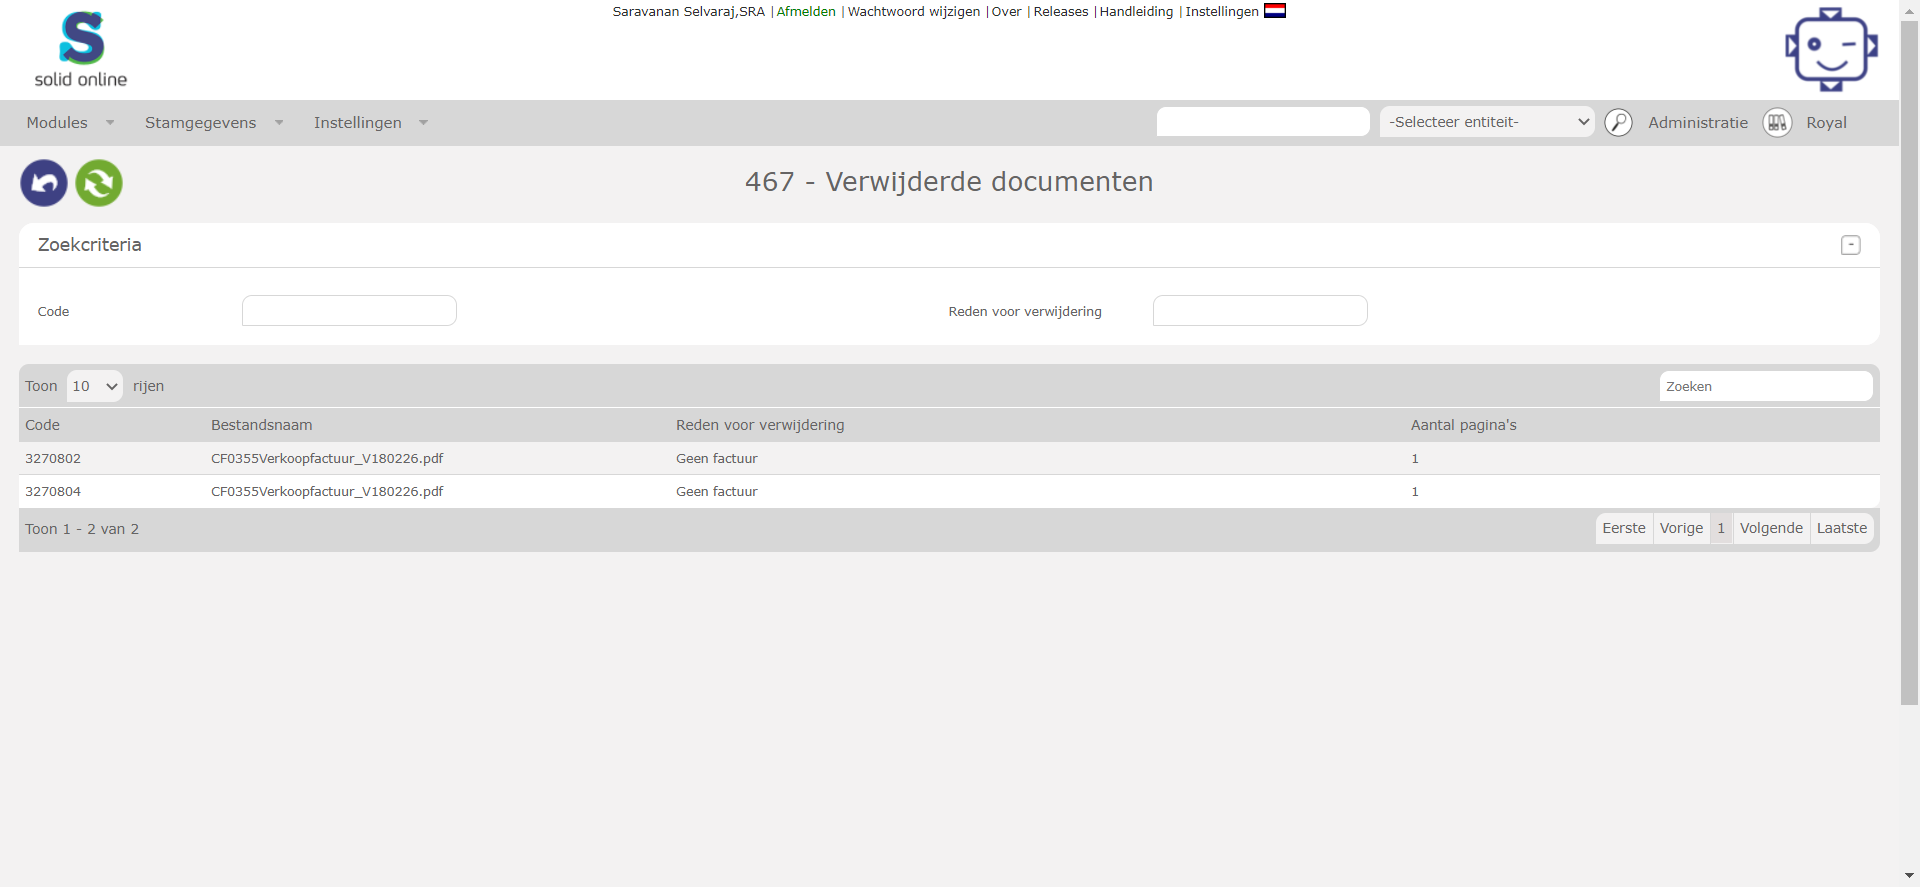 Saravanan Selvaraj,SRA | Afmelden | Wachtwoord wijzigen | Over | Releases | Handleiding | Instellingen
solid online
Modules Stamgegevens Instellingen -Selecteer entiteit- Administratie Royal
467 - Verwijderde documenten
Zoekcriteria -
Code Reden voor verwijdering
Toon 10 rijen Zoeken
Code Bestandsnaam Reden voor verwijdering Aantal pagina's
3270802 CF0355Verkoopfactuur_V180226.pdf Geen factuur 1
3270804 CF0355Verkoopfactuur_V180226.pdf Geen factuur 1
Toon 1 - 2 van 2 Eerste Vorige 1 Volgende Laatste